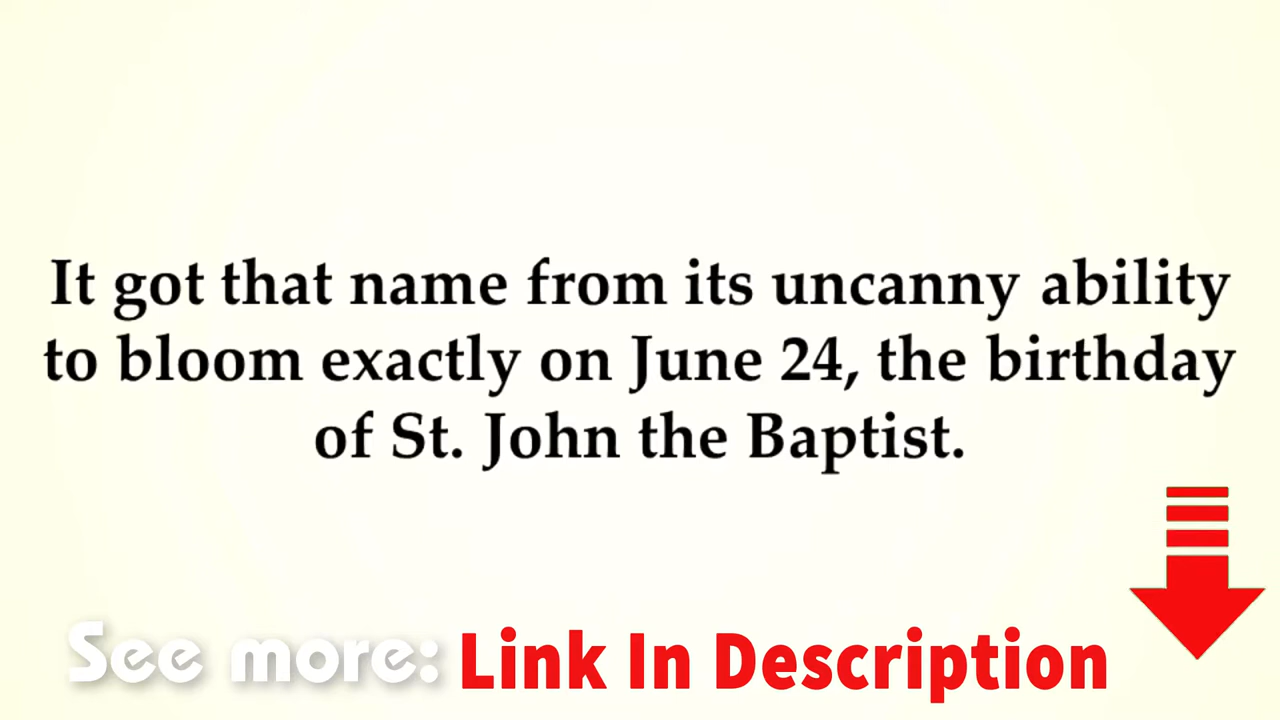 It got that name from its uncanny ability
to bloom exactly on June 24, the birthday
of St. John the Baptist.
See more: Link In Description